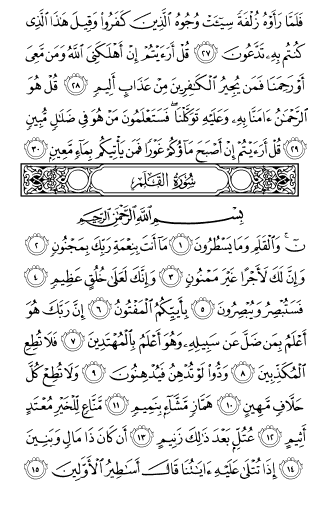 فَلَمَّا رَأَوْهُ زُلْفَةً سِيٓـَٔتْ وُجُوهُ ٱلَّذِينَ كَفَرُوا۟ وَقِيلَ هَٰذَا ٱلَّذِى
كُنتُم بِهِۦ تَدَّعُونَ ٢٧ قُلْ أَرَءَيْتُمْ إِنْ أَهْلَكَنِىَ ٱللَّهُ وَمَن مَّعِىَ
أَوْ رَحِمَنَا فَمَن يُجِيرُ ٱلْكَٰفِرِينَ مِنْ عَذَابٍ أَلِيمٍ ٢٨ قُلْ هُوَ
ٱلرَّحْمَٰنُ ءَامَنَّا بِهِۦ وَعَلَيْهِ تَوَكَّلْنَا ۖ فَسَتَعْلَمُونَ مَنْ هُوَ فِى ضَلَٰلٍ مُّبِينٍ
٢٩ قُلْ أَرَءَيْتُمْ إِنْ أَصْبَحَ مَآؤُكُمْ غَوْرًا فَمَن يَأْتِيكُم بِمَآءٍ مَّعِينٍۭ ٣٠
سُورَةُ القَلَمِ
بِسْمِ ٱللَّهِ ٱلرَّحْمَٰنِ ٱلرَّحِيمِ
نٓ ۚ وَٱلْقَلَمِ وَمَا يَسْطُرُونَ ١ مَآ أَنتَ بِنِعْمَةِ رَبِّكَ بِمَجْنُونٍ ٢
وَإِنَّ لَكَ لَأَجْرًا غَيْرَ مَمْنُونٍ ٣ وَإِنَّكَ لَعَلَىٰ خُلُقٍ عَظِيمٍ ٤
فَسَتُبْصِرُ وَيُبْصِرُونَ ٥ بِأَييِّكُمُ ٱلْمَفْتُونُ ٦ إِنَّ رَبَّكَ هُوَ
أَعْلَمُ بِمَن ضَلَّ عَن سَبِيلِهِۦ وَهُوَ أَعْلَمُ بِٱلْمُهْتَدِينَ ٧ فَلَا تُطِعِ
ٱلْمُكَذِّبِينَ ٨ وَدُّوا۟ لَوْ تُدْهِنُ فَيُدْهِنُونَ ٩ وَلَا تُطِعْ كُلَّ
حَلَّافٍ مَّهِينٍ ١٠ هَمَّازٍ مَّشَّآءٍۭ بِنَمِيمٍ ١١ مَّنَّاعٍ لِّلْخَيْرِ مُعْتَدٍ
أَثِيمٍ ١٢ عُتُلٍّۭ بَعْدَ ذَٰلِكَ زَنِيمٍ ١٣ أَن كَانَ ذَا مَالٍ وَبَنِينَ
١٤ إِذَا تُتْلَىٰ عَلَيْهِ ءَايَٰتُنَا قَالَ أَسَٰطِيرُ ٱلْأَوَّلِينَ ١٥